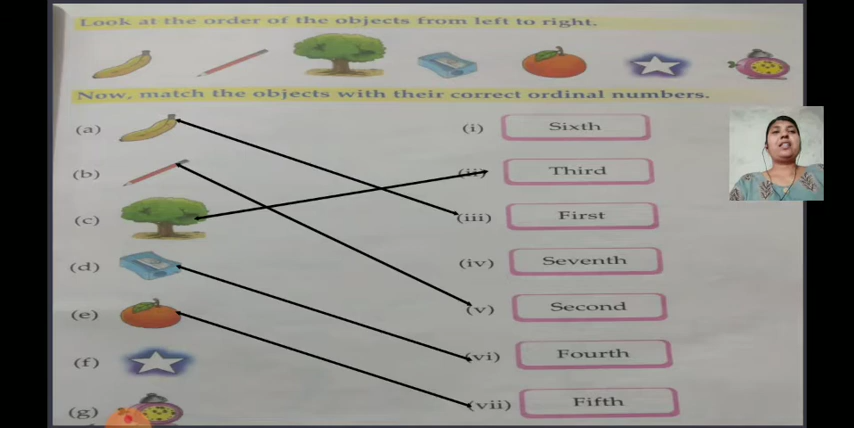 Look at the order of the objects from left to right.
Now, match the objects with their correct ordinal numbers.
(a) (i) Sixth
(b) (ii) Third
(c) (iii) First
(d) (iv) Seventh
(e) (v) Second
(f) (vi) Fourth
(g) (vii) Fifth